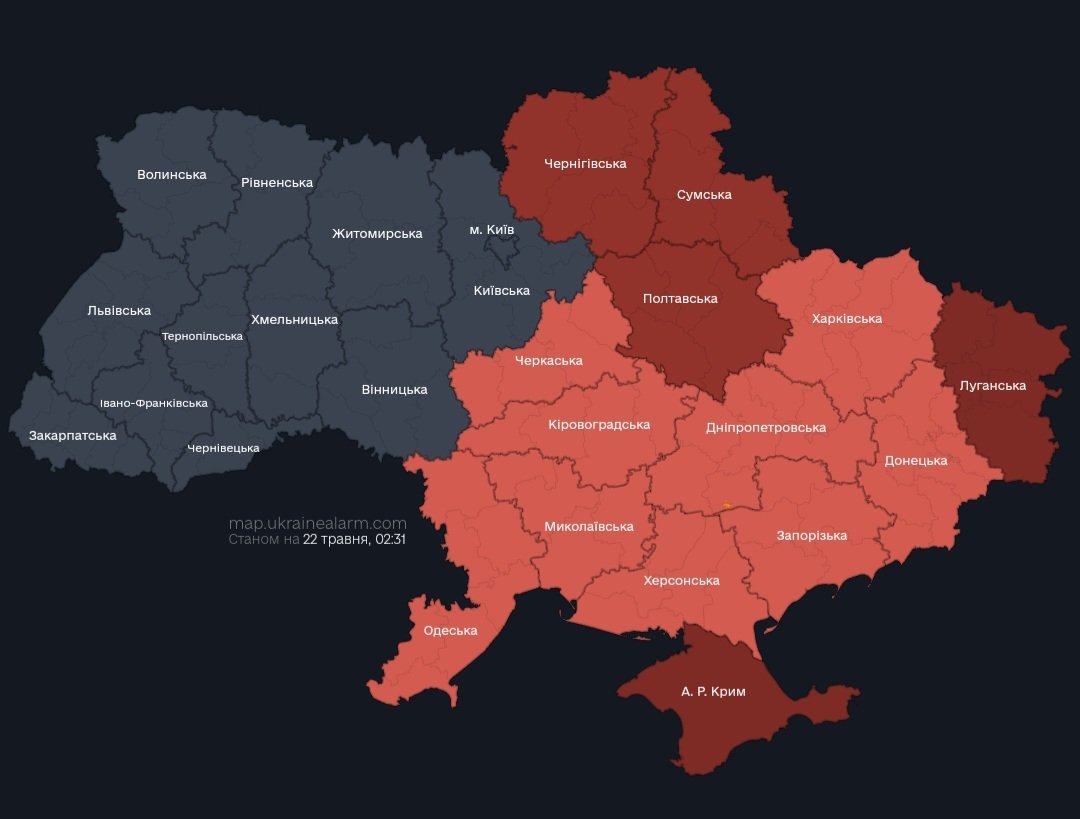 Чернігівська
Волинська
Рівненська
Сумська
м. Київ
Житомирська
Київська
Полтавська
Львівська
Хмельницька
Харківська
Тернопільська
Черкаська
Луганська
Вінницька
Івано-Франківська
Кіровоградська
Дніпропетровська
Закарпатська
Чернівецька
Донецька
map.ukrainealarm.com
Станом на 22 травня, 02:31
Миколаївська
Запорізька
Херсонська
Одеська
А. Р. Крим